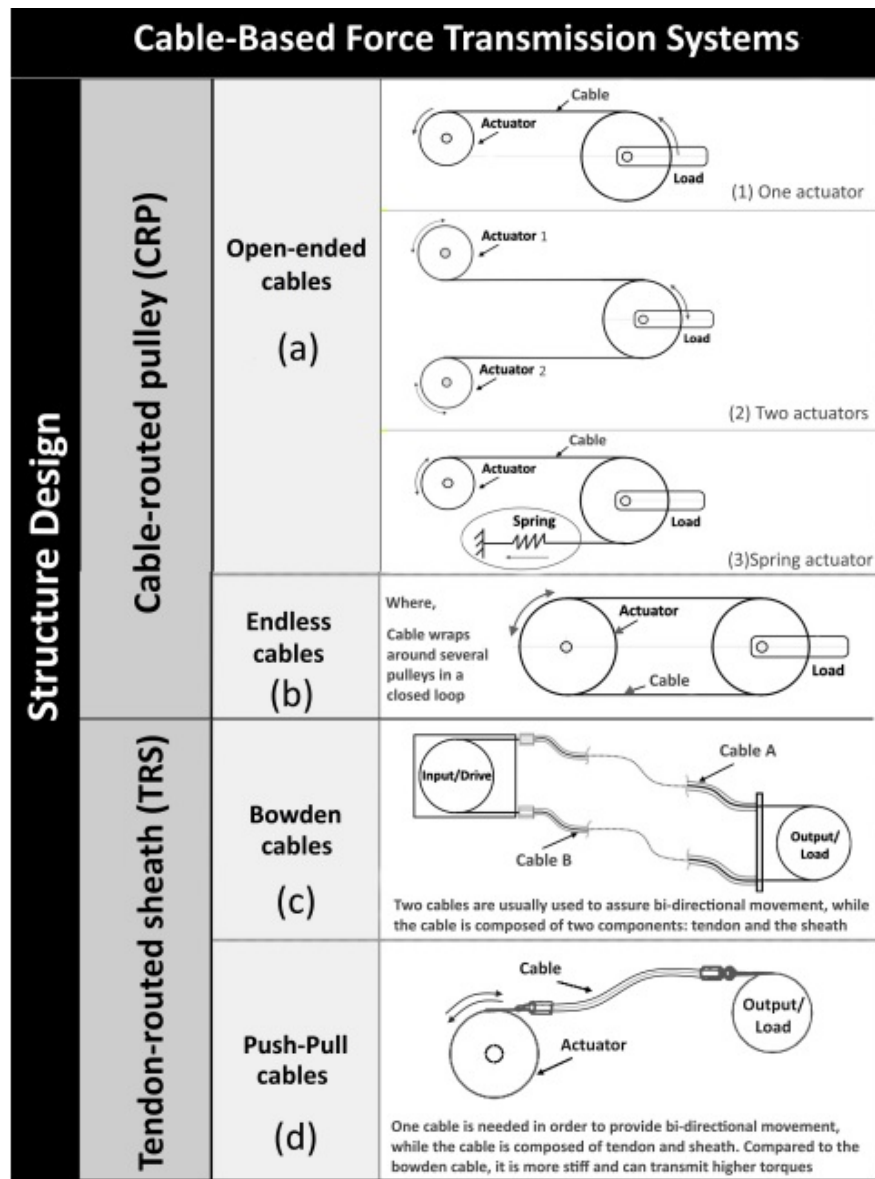 Cable-Based Force Transmission Systems
Structure Design
Cable-routed pulley (CRP)
Open-ended
cables
(a)
Cable
Actuator
Load
(1) One actuator
Actuator 1
Load
Actuator 2
(2) Two actuators
Cable
Actuator
Spring
Load
(3)Spring actuator
Endless
cables
(b)
Where,
Cable wraps
around several
pulleys in a
closed loop
Actuator
Cable
Load
Tendon-routed sheath (TRS)
Bowden
cables
(c)
Input/Drive
Cable A
Cable B
Output/
Load
Two cables are usually used to assure bi-directional movement, while
the cable is composed of two components: tendon and the sheath
Push-Pull
cables
(d)
Cable
Actuator
Output/
Load
One cable is needed in order to provide bi-directional movement,
while the cable is composed of tendon and sheath. Compared to the
bowden cable, it is more stiff and can transmit higher torques